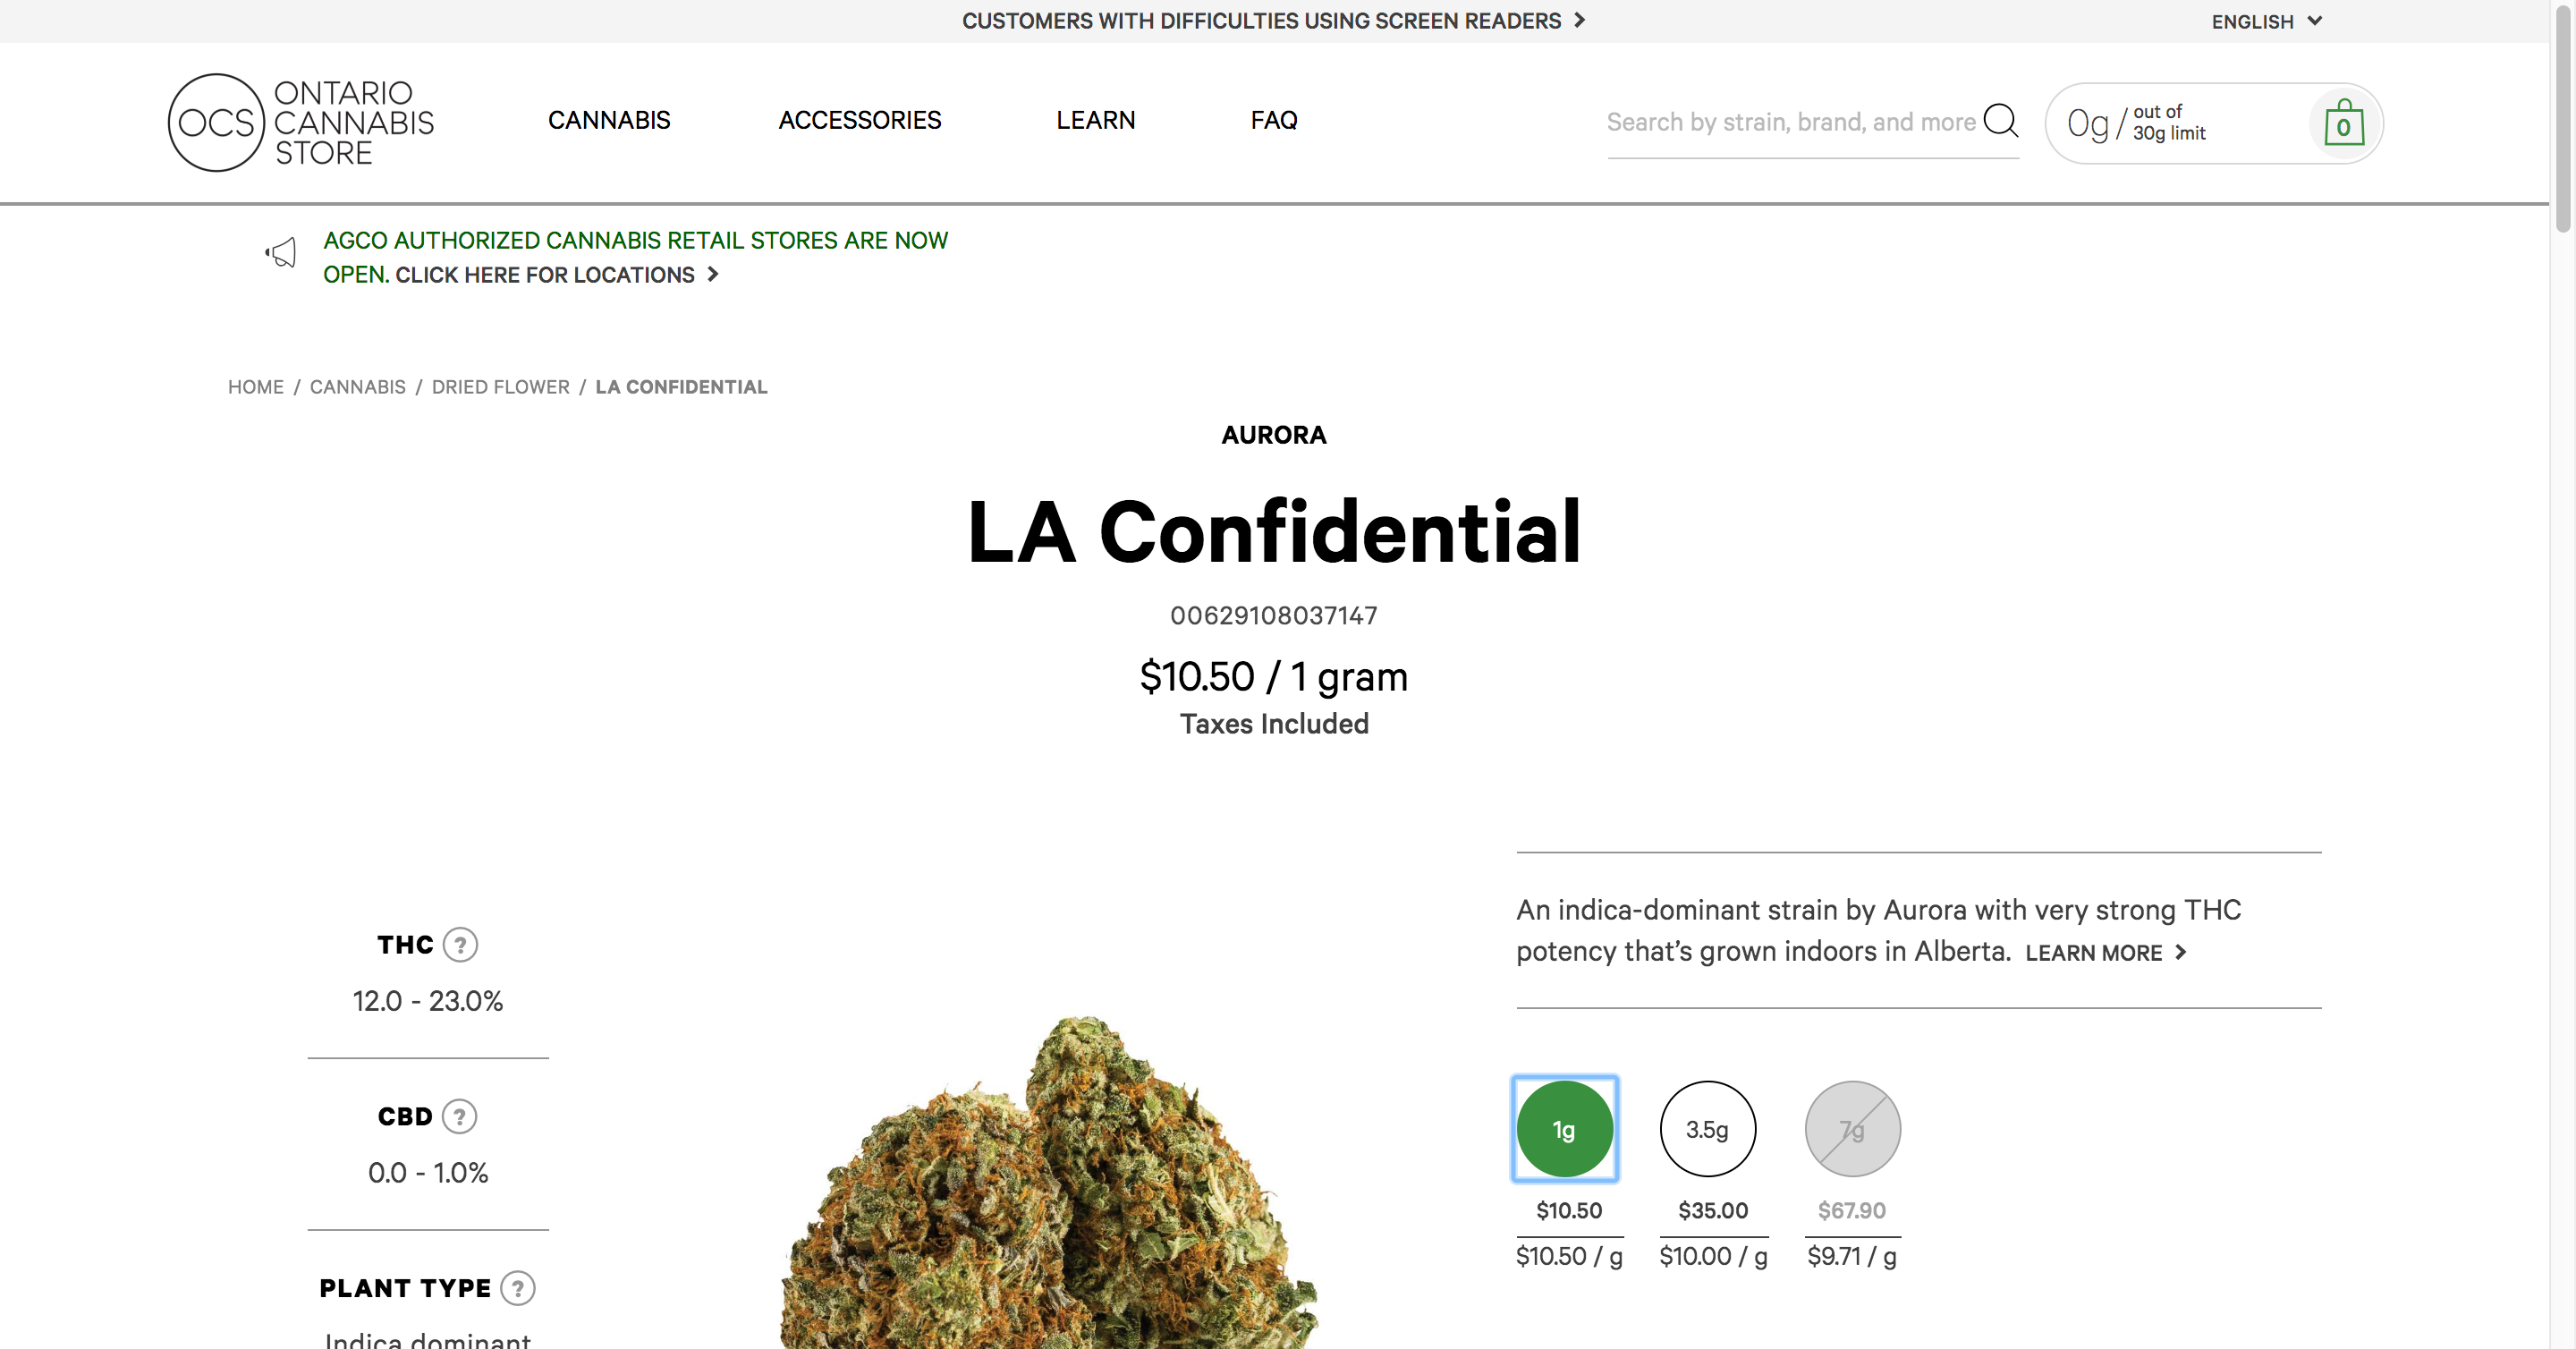 CUSTOMERS WITH DIFFICULTIES USING SCREEN READERS
ENGLISH
OCS
ONTARIO
CANNABIS
STORE
CANNABIS
ACCESSORIES
LEARN
FAQ
Search by strain, brand, and more
0g / out of
30g limit
0
AGCO AUTHORIZED CANNABIS RETAIL STORES ARE NOW
OPEN. CLICK HERE FOR LOCATIONS
HOME / CANNABIS / DRIED FLOWER / LA CONFIDENTIAL
AURORA
LA Confidential
00629108037147
$10.50 / 1 gram
Taxes Included
THC ?
12.0 - 23.0%
CBD ?
0.0 - 1.0%
PLANT TYPE ?
Indica dominant
An indica-dominant strain by Aurora with very strong THC
potency that’s grown indoors in Alberta. LEARN MORE
1g
3.5g
7g
$10.50
$35.00
$67.90
$10.50 / g
$10.00 / g
$9.71 / g